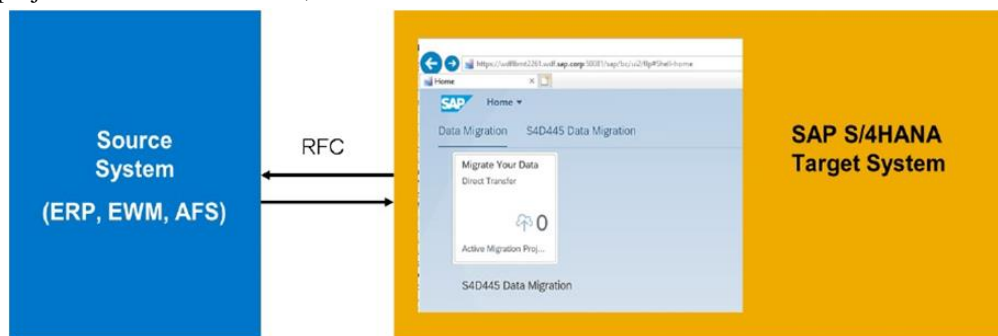 Source
System
(ERP, EWM, AFS)
RFC
Home
SAP
Home
Data Migration S4D445 Data Migration
Migrate Your Data
Direct Transfer
0
Active Migration Proj...
S4D445 Data Migration
SAP S/4HANA
Target System